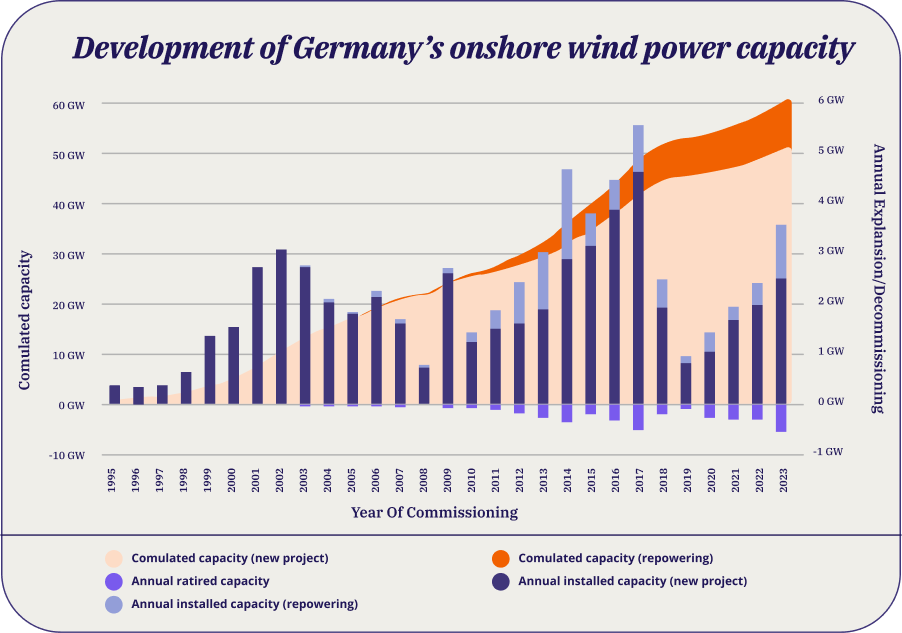 Development of Germany’s onshore wind power capacity
60 GW
50 GW
40 GW
30 GW
20 GW
10 GW
0 GW
-10 GW
Comulated capacity
6 GW
5 GW
4 GW
3 GW
2 GW
1 GW
0 GW
-1 GW
Annual Explansion/Decommissioning
1995
1996
1997
1998
1999
2000
2001
2002
2003
2004
2005
2006
2007
2008
2009
2010
2011
2012
2013
2014
2015
2016
2017
2018
2019
2020
2021
2022
2023
Year Of Commissioning
Comulated capacity (new project)
Comulated capacity (repowering)
Annual ratired capacity
Annual installed capacity (new project)
Annual installed capacity (repowering)